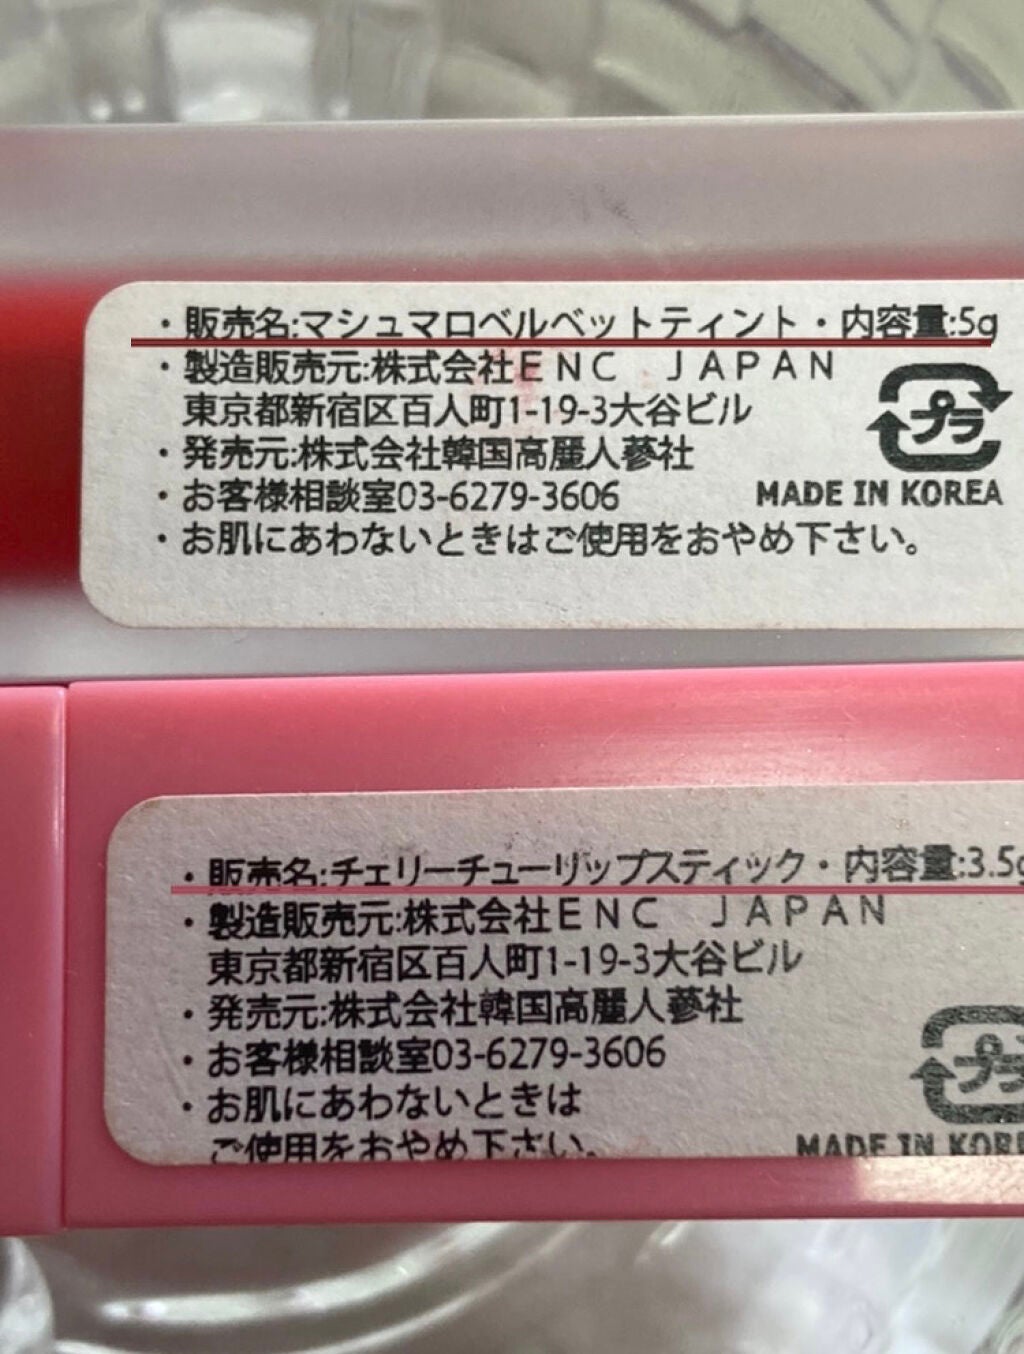 ・販売名:マシュマロベルベットティント・内容量:5g
・製造販売元:株式会社ENC JAPAN
東京都新宿区百人町1-19-3大谷ビル
・発売元:株式会社韓国高麗人蔘社
・お客様相談室03-6279-3606
・お肌にあわないときはご使用をおやめ下さい。
プラ
MADE IN KOREA
・販売名:チェリーチューリップスティック・内容量:3.5g
・製造販売元:株式会社ENC JAPAN
東京都新宿区百人町1-19-3大谷ビル
・発売元:株式会社韓国高麗人蔘社
・お客様相談室03-6279-3606
・お肌にあわないときは
ご使用をおやめ下さい。
プラ
MADE IN KORE